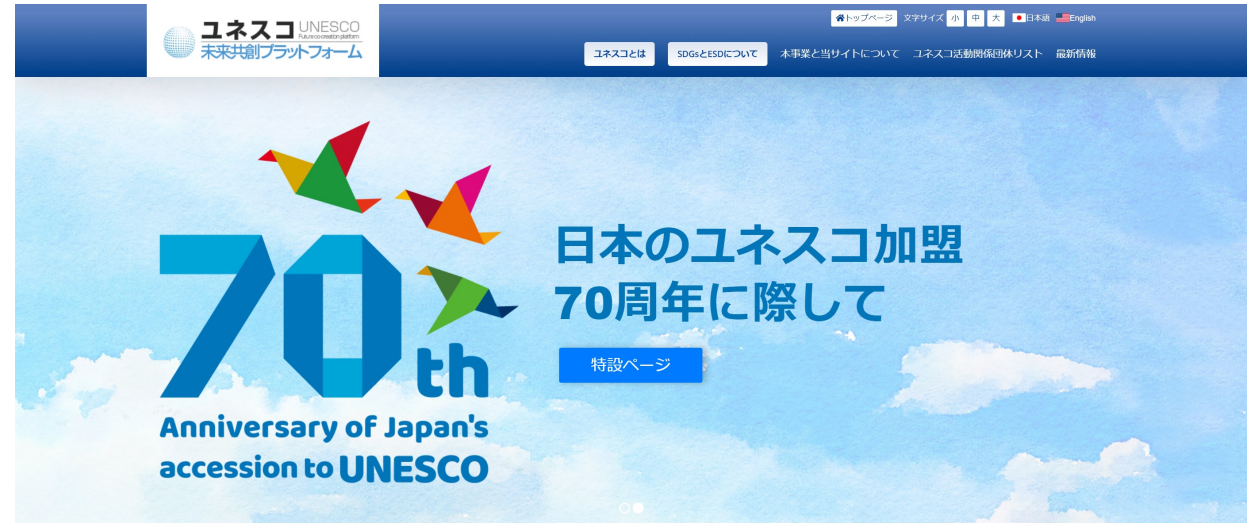 ユネスコ UNESCO
Future co-creation platform
未来共創プラットフォーム
トップページ 文字サイズ 小 中 大 日本語 English
ユネスコとは SDGsとESDについて 本事業と当サイトについて ユネスコ活動関係団体リスト 最新情報
70th
Anniversary of Japan's
accession to UNESCO
日本のユネスコ加盟
70周年に際して
特設ページ